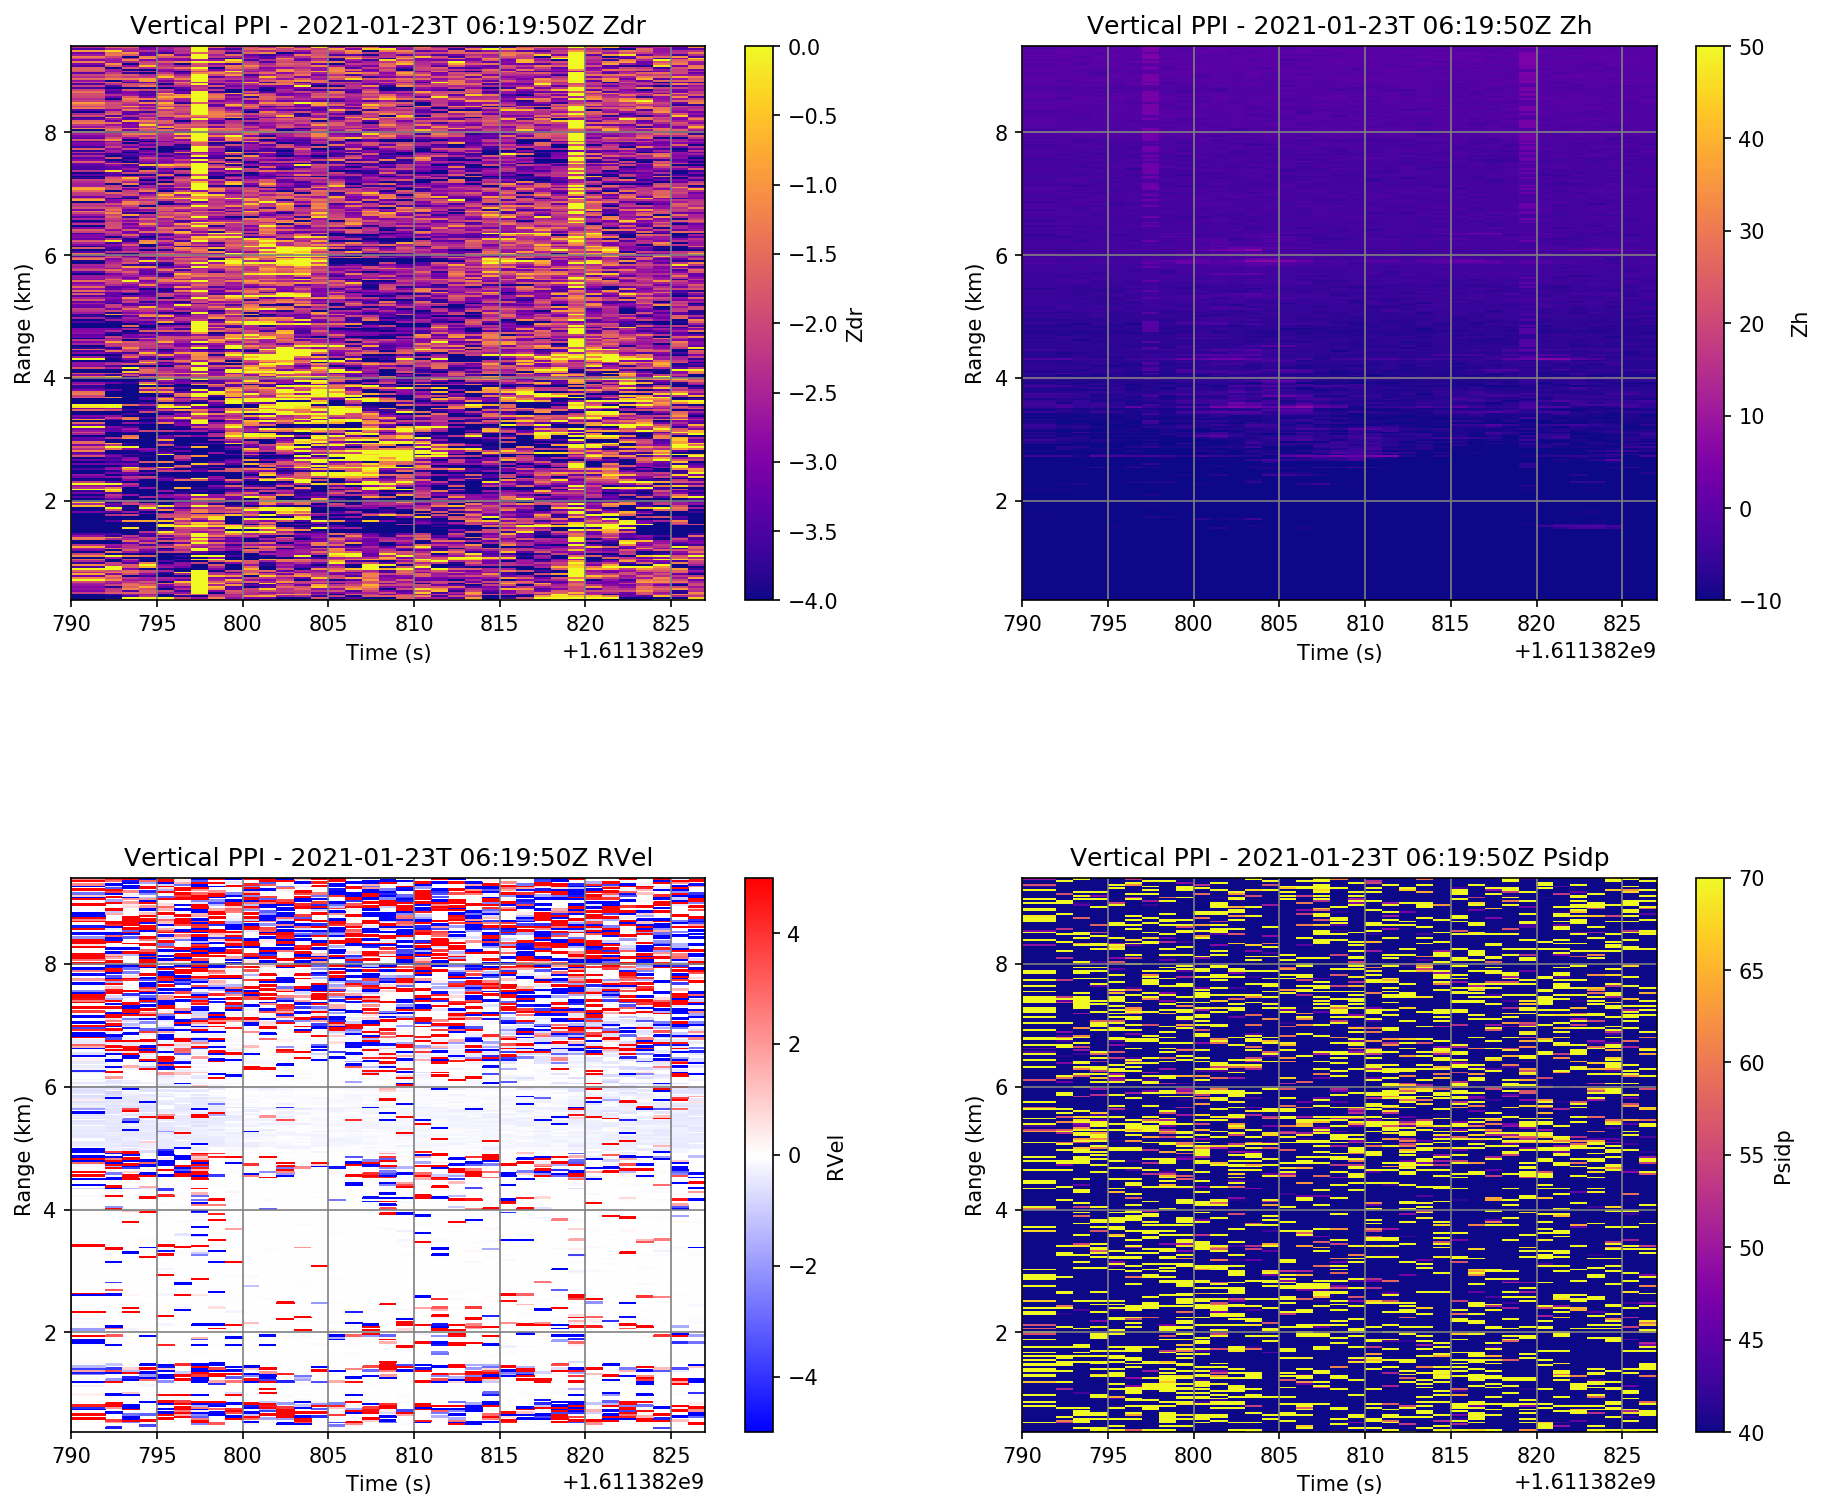 Vertical PPI - 2021-01-23T 06:19:50Z Zdr
8
6
4
2
Range (km)
790 795 800 805 810 815 820 825
Time (s)
+1.611382e9
0.0
−0.5
−1.0
−1.5
−2.0
−2.5
−3.0
−3.5
−4.0
Zdr
Vertical PPI - 2021-01-23T 06:19:50Z Zh
8
6
4
2
Range (km)
790 795 800 805 810 815 820 825
Time (s)
+1.611382e9
50
40
30
20
10
0
−10
Zh
Vertical PPI - 2021-01-23T 06:19:50Z RVel
8
6
4
2
Range (km)
790 795 800 805 810 815 820 825
Time (s)
+1.611382e9
4
2
0
−2
−4
RVel
Vertical PPI - 2021-01-23T 06:19:50Z Psidp
8
6
4
2
Range (km)
790 795 800 805 810 815 820 825
Time (s)
+1.611382e9
70
65
60
55
50
45
40
Psidp